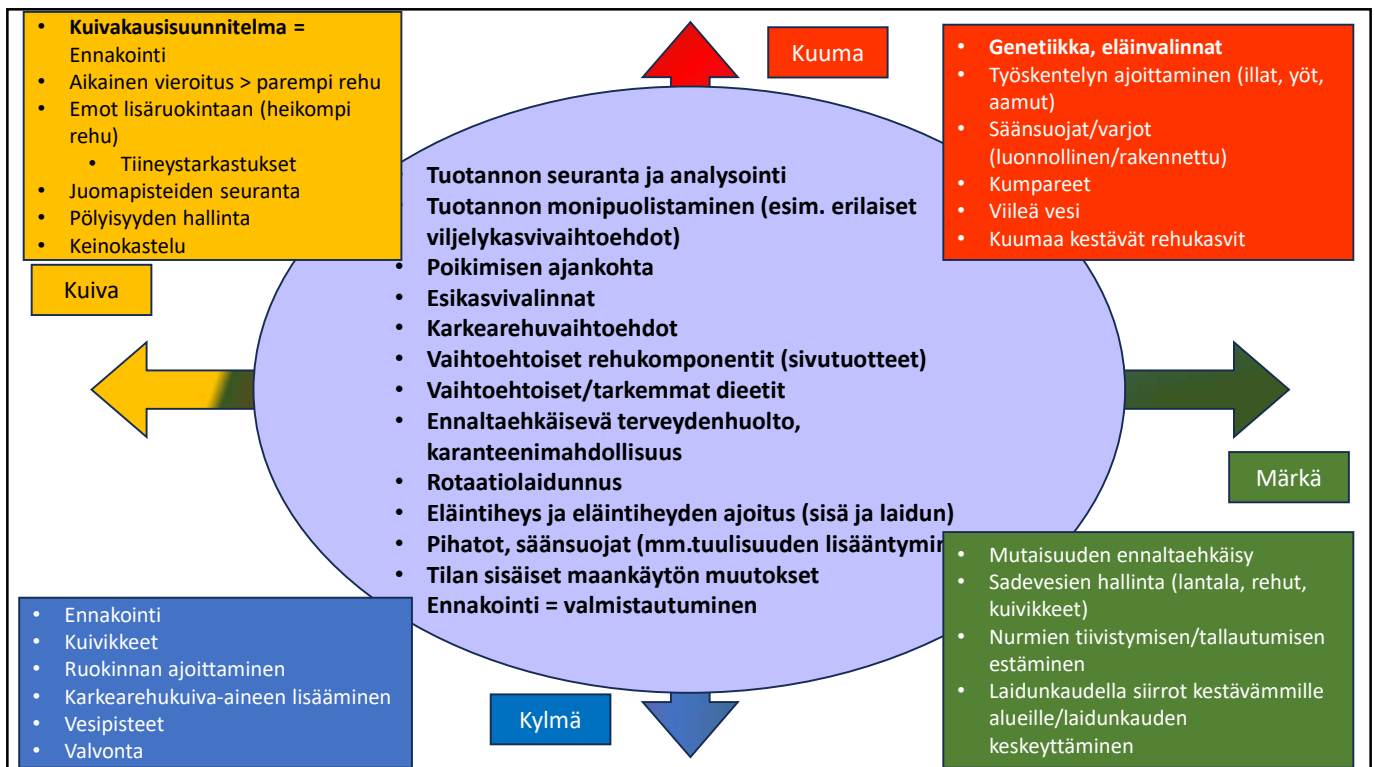 • Kuivakausisuunnitelma =
Ennakointi
• Aikainen vieroitus > parempi rehu
• Emot lisäruokintaan (heikompi
rehu)
• Tiineystarkastukset
• Juomapisteiden seuranta
• Pölyisyyden hallinta
• Keinokastelu
Kuiva
Kuuma
• Genetiikka, eläinvalinnat
• Työskentelyn ajoittaminen (illat, yöt,
aamut)
• Säänsuojat/varjot
(luonnollinen/rakennettu)
• Kumpareet
• Viileä vesi
• Kuumaa kestävät rehukasvit
• Tuotannon seuranta ja analysointi
• Tuotannon monipuolistaminen (esim. erilaiset
viljelykasvivaihtoehdot)
• Poikimisen ajankohta
• Esikasvivalinnat
• Karkearehuvaihtoehdot
• Vaihtoehtoiset rehukomponentit (sivutuotteet)
• Vaihtoehtoiset/tarkemmat dieetit
• Ennaltaehkäisevä terveydenhuolto,
karanteenimahdollisuus
• Rotaatiolaidunnus
• Eläintiheys ja eläintiheyden ajoitus (sisä ja laidun)
• Pihatot, säänsuojat (mm.tuulisuuden lisääntymin
• Tilan sisäiset maankäytön muutokset
• Ennakointi = valmistautuminen
Märkä
• Mutaisuuden ennaltaehkäisy
• Sadevesien hallinta (lantala, rehut,
kuivikkeet)
• Nurmien tiivistymisen/tallautumisen
estäminen
• Laidunkaudella siirrot kestävämmille
alueille/laidunkauden
keskeyttäminen
• Ennakointi
• Kuivikkeet
• Ruokinnan ajoittaminen
• Karkearehukuiva-aineen lisääminen
• Vesipisteet
• Valvonta
Kylmä